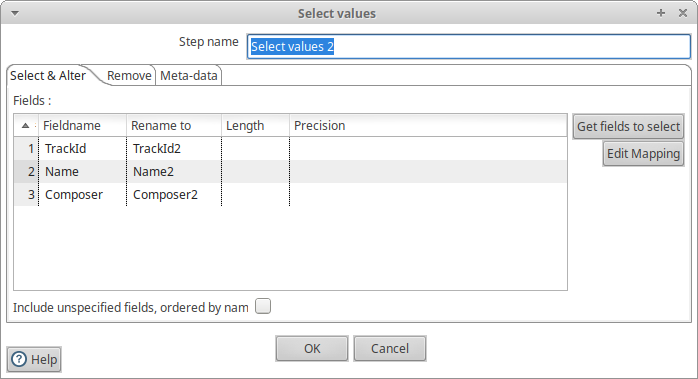 Select values
Step name Select values 2
Select & Alter Remove Meta-data
Fields :
Fieldname Rename to Length Precision
1 TrackId TrackId2
2 Name Name2
3 Composer Composer2
Get fields to select
Edit Mapping
Include unspecified fields, ordered by nam
OK Cancel
? Help